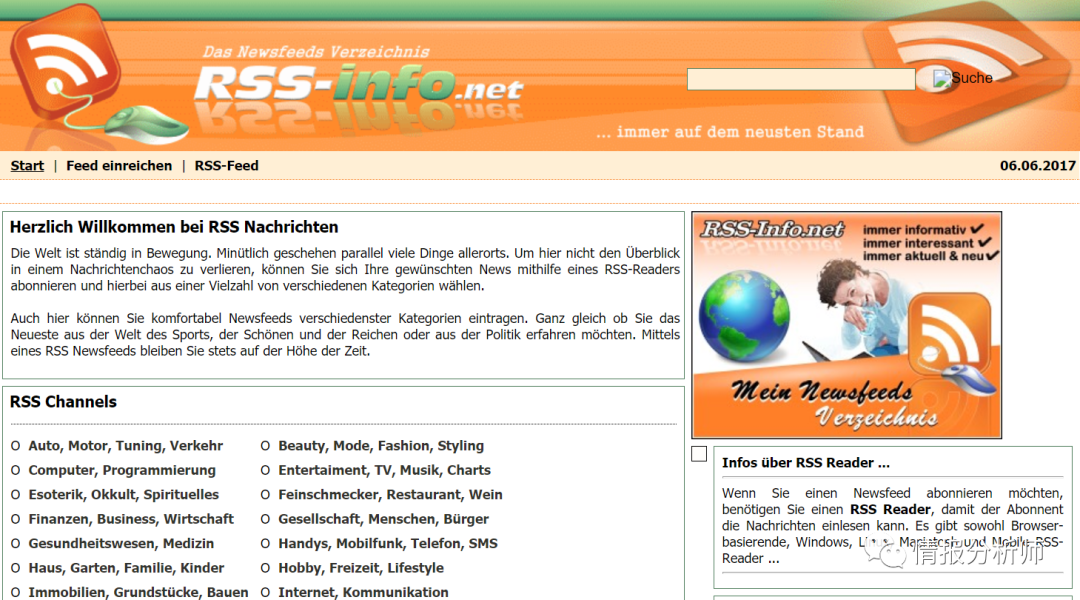 Das Newsfeeds Verzeichnis
RSS-info.net
Suche
... immer auf dem neusten Stand
Start | Feed einreichen | RSS-Feed
06.06.2017
Herzlich Willkommen bei RSS Nachrichten
Die Welt ist ständig in Bewegung. Minütlich geschehen parallel viele Dinge allerorts. Um hier nicht den Überblick
in einem Nachrichtenchaos zu verlieren, können Sie sich Ihre gewünschten News mithilfe eines RSS-Readers
abonnieren und hierbei aus einer Vielzahl von verschiedenen Kategorien wählen.
Auch hier können Sie komfortabel Newsfeeds verschiedenster Kategorien eintragen. Ganz gleich ob Sie das
Neueste aus der Welt des Sports, der Schönen und der Reichen oder aus der Politik erfahren möchten. Mittels
eines RSS Newsfeeds bleiben Sie stets auf der Höhe der Zeit.
RSS Channels
O Auto, Motor, Tuning, Verkehr
O Computer, Programmierung
O Esoterik, Okkult, Spirituelles
O Finanzen, Business, Wirtschaft
O Gesundheitswesen, Medizin
O Haus, Garten, Familie, Kinder
O Immobilien, Grundstücke, Bauen
O Beauty, Mode, Fashion, Styling
O Entertaiment, TV, Musik, Charts
O Feinschmecker, Restaurant, Wein
O Gesellschaft, Menschen, Bürger
O Handys, Mobilfunk, Telefon, SMS
O Hobby, Freizeit, Lifestyle
O Internet, Kommunikation
RSS-Info.net
immer informativ ✓
immer interessant ✓
immer aktuell & neu ✓
Mein Newsfeeds
Verzeichnis
Infos über RSS Reader ...
Wenn Sie einen Newsfeed abonnieren möchten,
benötigen Sie einen RSS Reader, damit der Abonnent
die Nachrichten einlesen kann. Es gibt sowohl Browser-
basierende, Windows, Linux, Macintosh und Mobile RSS-
Reader ...
情报分析师